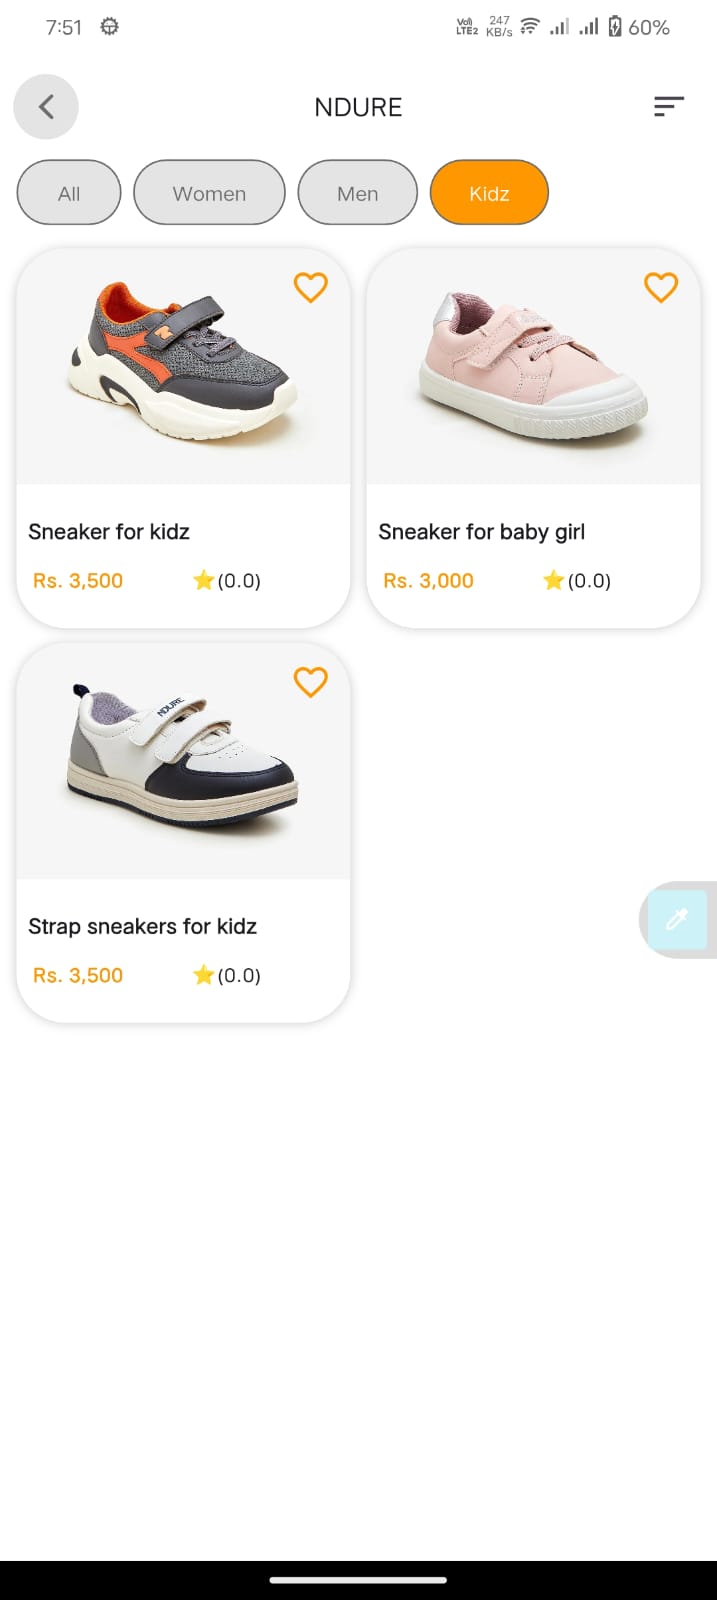 7:51 Vo) LTE2 247 KB/s 60%
NDURE
All Women Men Kidz
Sneaker for kidz
Rs. 3,500 ⭐(0.0)
Sneaker for baby girl
Rs. 3,000 ⭐(0.0)
NDURE
Strap sneakers for kidz
Rs. 3,500 ⭐(0.0)